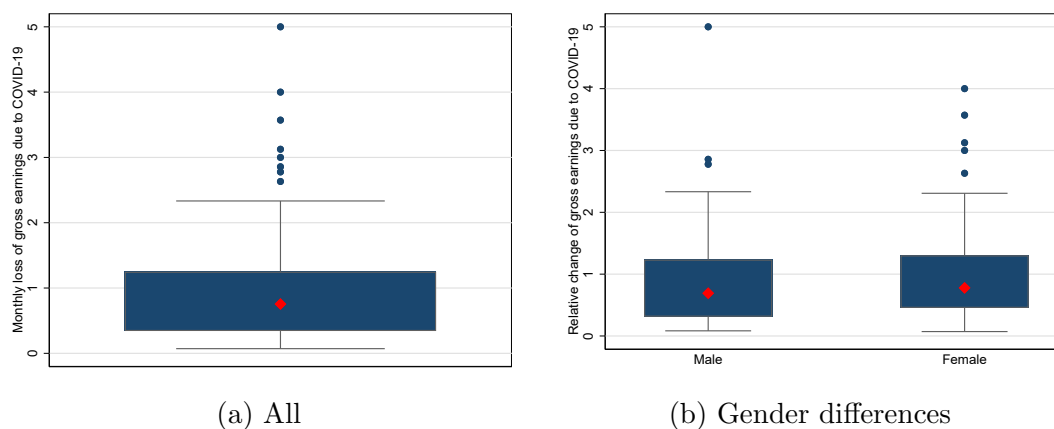 Monthly loss of gross earnings due to COVID-19
5
4
3
2
1
0
(a) All
Relative change of gross earnings due to COVID-19
5
4
3
2
1
0
Male Female
(b) Gender differences